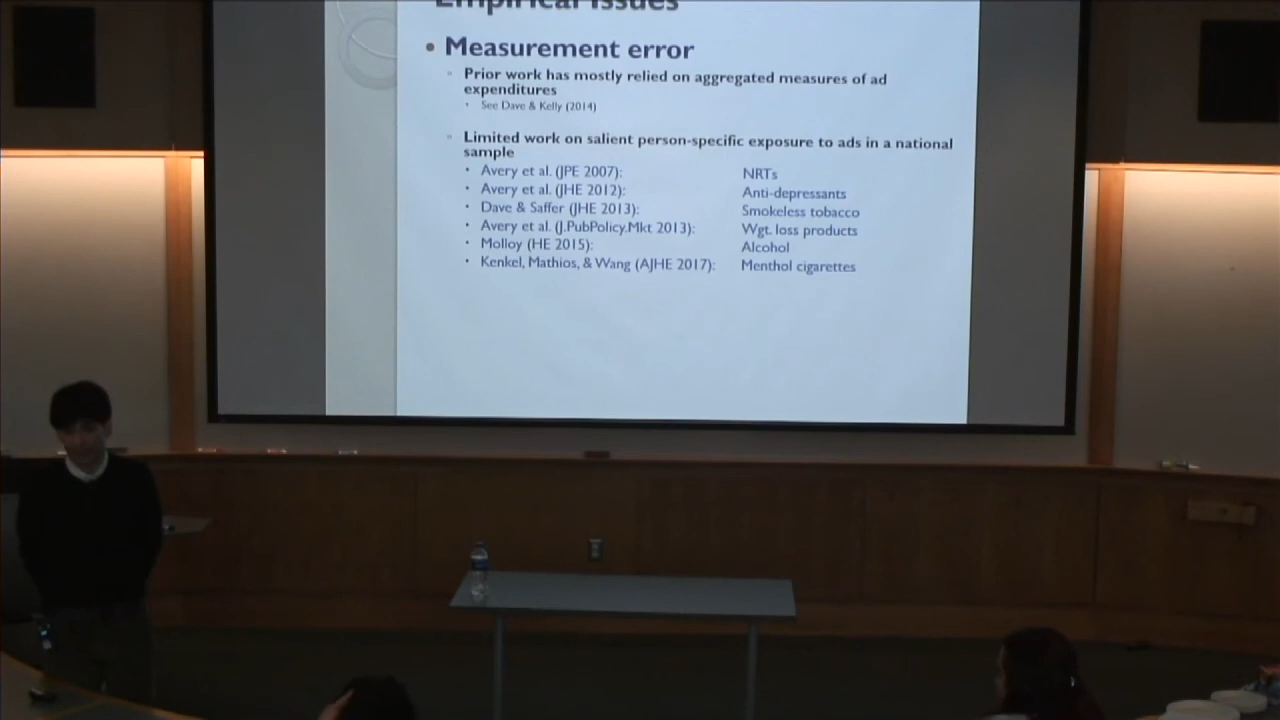 Empirical Issues
Measurement error
Prior work has mostly relied on aggregated measures of ad
expenditures
See Dave & Kelly (2014)
Limited work on salient person-specific exposure to ads in a national
sample
Avery et al. (JPE 2007): NRTs
Avery et al. (JHE 2012): Anti-depressants
Dave & Saffer (JHE 2013): Smokeless tobacco
Avery et al. (J.PubPolicy.Mkt 2013): Wgt. loss products
Molloy (HE 2015): Alcohol
Kenkel, Mathios, & Wang (AJHE 2017): Menthol cigarettes